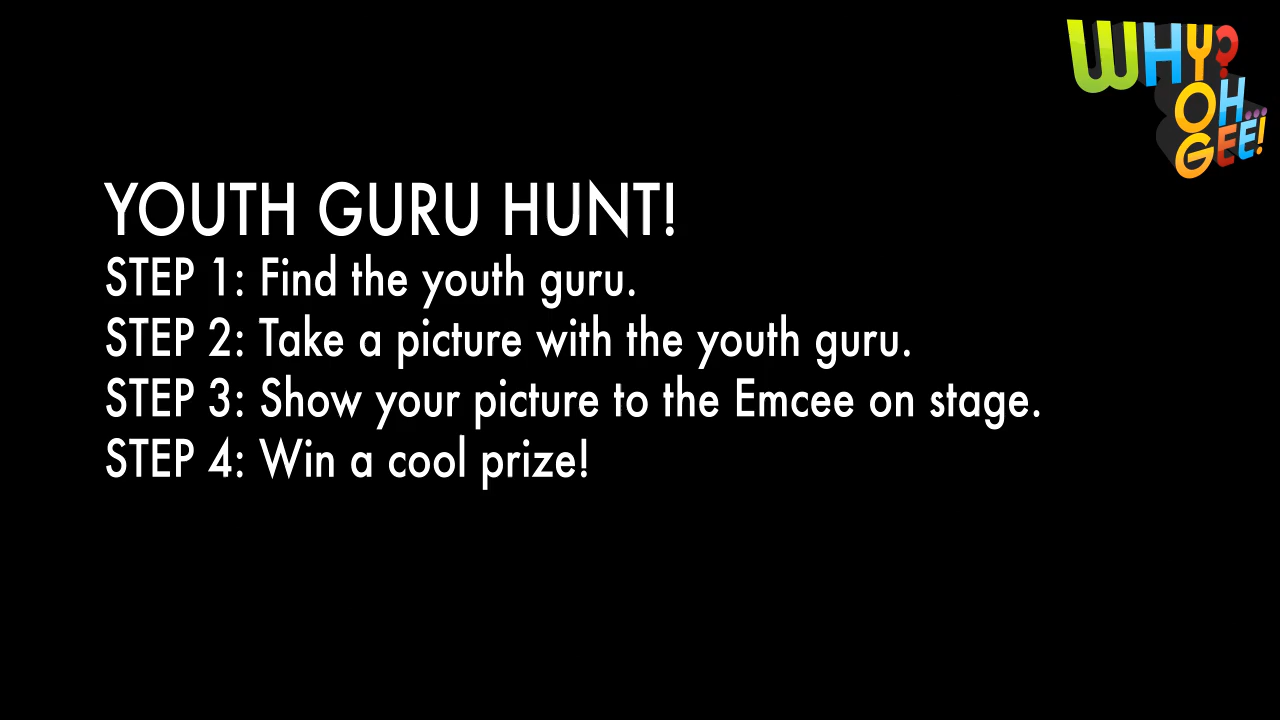 WHY?
OH...
GEE!
YOUTH GURU HUNT!
STEP 1: Find the youth guru.
STEP 2: Take a picture with the youth guru.
STEP 3: Show your picture to the Emcee on stage.
STEP 4: Win a cool prize!